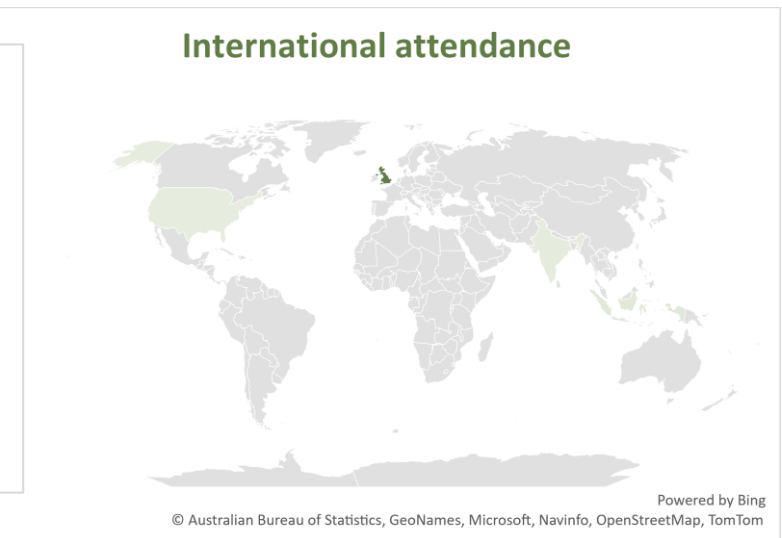 International attendance
Powered by Bing
© Australian Bureau of Statistics, GeoNames, Microsoft, Navinfo, OpenStreetMap, TomTom